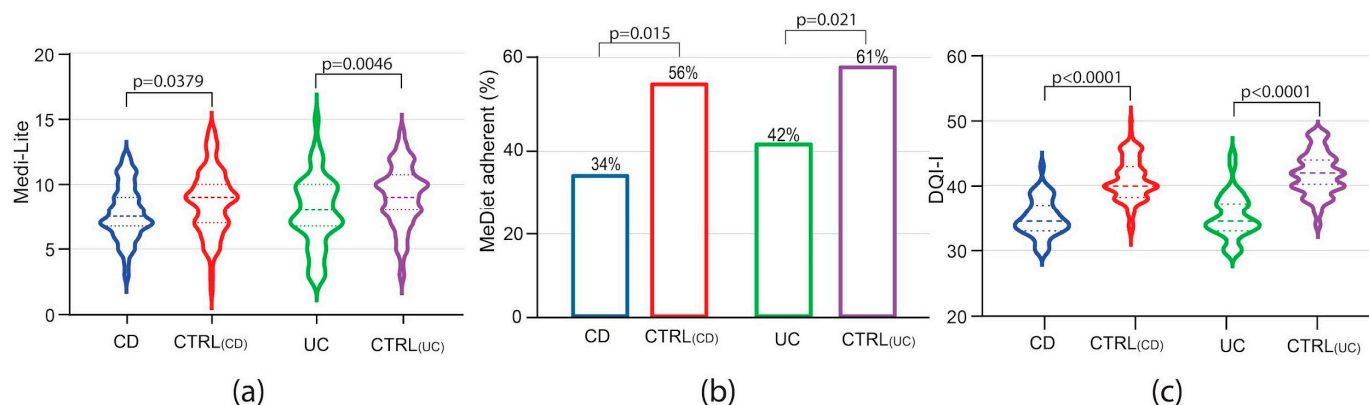 p=0.0379
p=0.0046
Medi-Lite
20
15
10
5
0
CD
CTRL(CD)
UC
CTRL(UC)
(a)
p=0.015
p=0.021
MeDiet adherent (%)
60
40
20
0
34%
56%
42%
61%
CD
CTRL(CD)
UC
CTRL(UC)
(b)
p<0.0001
p<0.0001
DQI-I
60
50
40
30
20
CD
CTRL(CD)
UC
CTRL(UC)
(c)